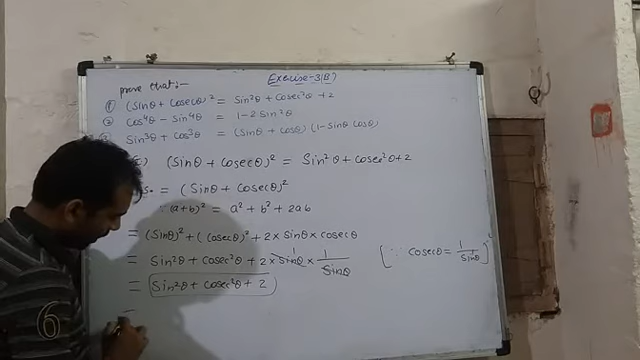 Exercise-3(B)
prove that:-
① (Sinθ + Cosecθ)² = Sin²θ + Cosec²θ + 2
② Cos⁴θ - Sin⁴θ = 1-2 Sin²θ
Sin³θ + Cos³θ = (Sinθ + Cosθ) (1-Sinθ Cosθ)
(Sinθ + Cosecθ)² = Sin²θ + Cosec²θ+2
= (Sinθ + Cosecθ)²
∵ (a+b)² = a² + b² + 2ab
= (Sinθ)² + (Cosecθ)² + 2 × Sinθ × Cosecθ
= Sin²θ + Cosec²θ + 2 × Sinθ × 1/Sinθ [∵ Cosecθ = 1/Sinθ]
= Sin²θ + Cosec²θ + 2
6